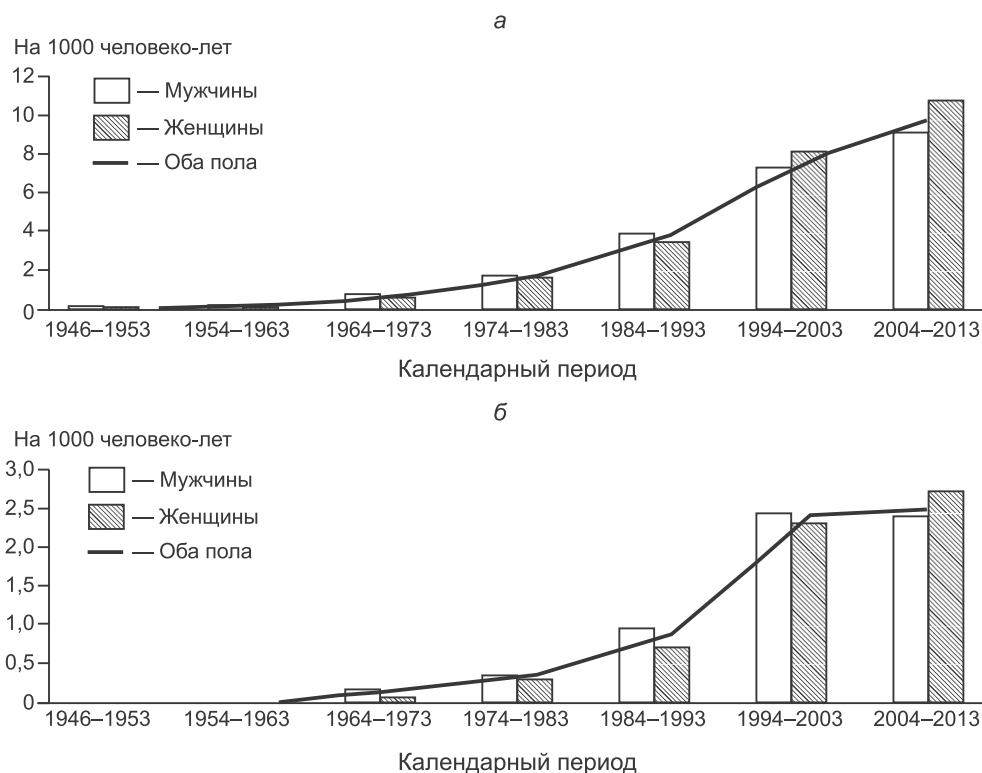 а
На 1000 человеко-лет
12
— Мужчины
10
— Женщины
8
— Оба пола
6
4
2
0
1946–1953 1954–1963 1964–1973 1974–1983 1984–1993 1994–2003 2004–2013
Календарный период
б
На 1000 человеко-лет
3,0
— Мужчины
2,5
— Женщины
2,0
— Оба пола
1,5
1,0
0,5
0
1946–1953 1954–1963 1964–1973 1974–1983 1984–1993 1994–2003 2004–2013
Календарный период